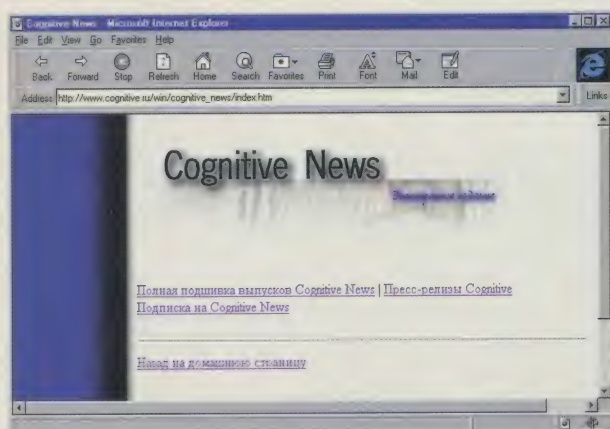 Cognitive News Microsoft Internet Explorer
File Edit View Go Favorites Help
Back Forward Stop Refresh Home Search Favorites Print Font Mail Edit
Address http://www.cognitive.ru/win/cognitive_news/index.htm Links
Cognitive News
Полная подшивка выпусков Cognitive News | Пресс-релизы Cognitive
Подписка на Cognitive News
Назад на домашнюю страницу